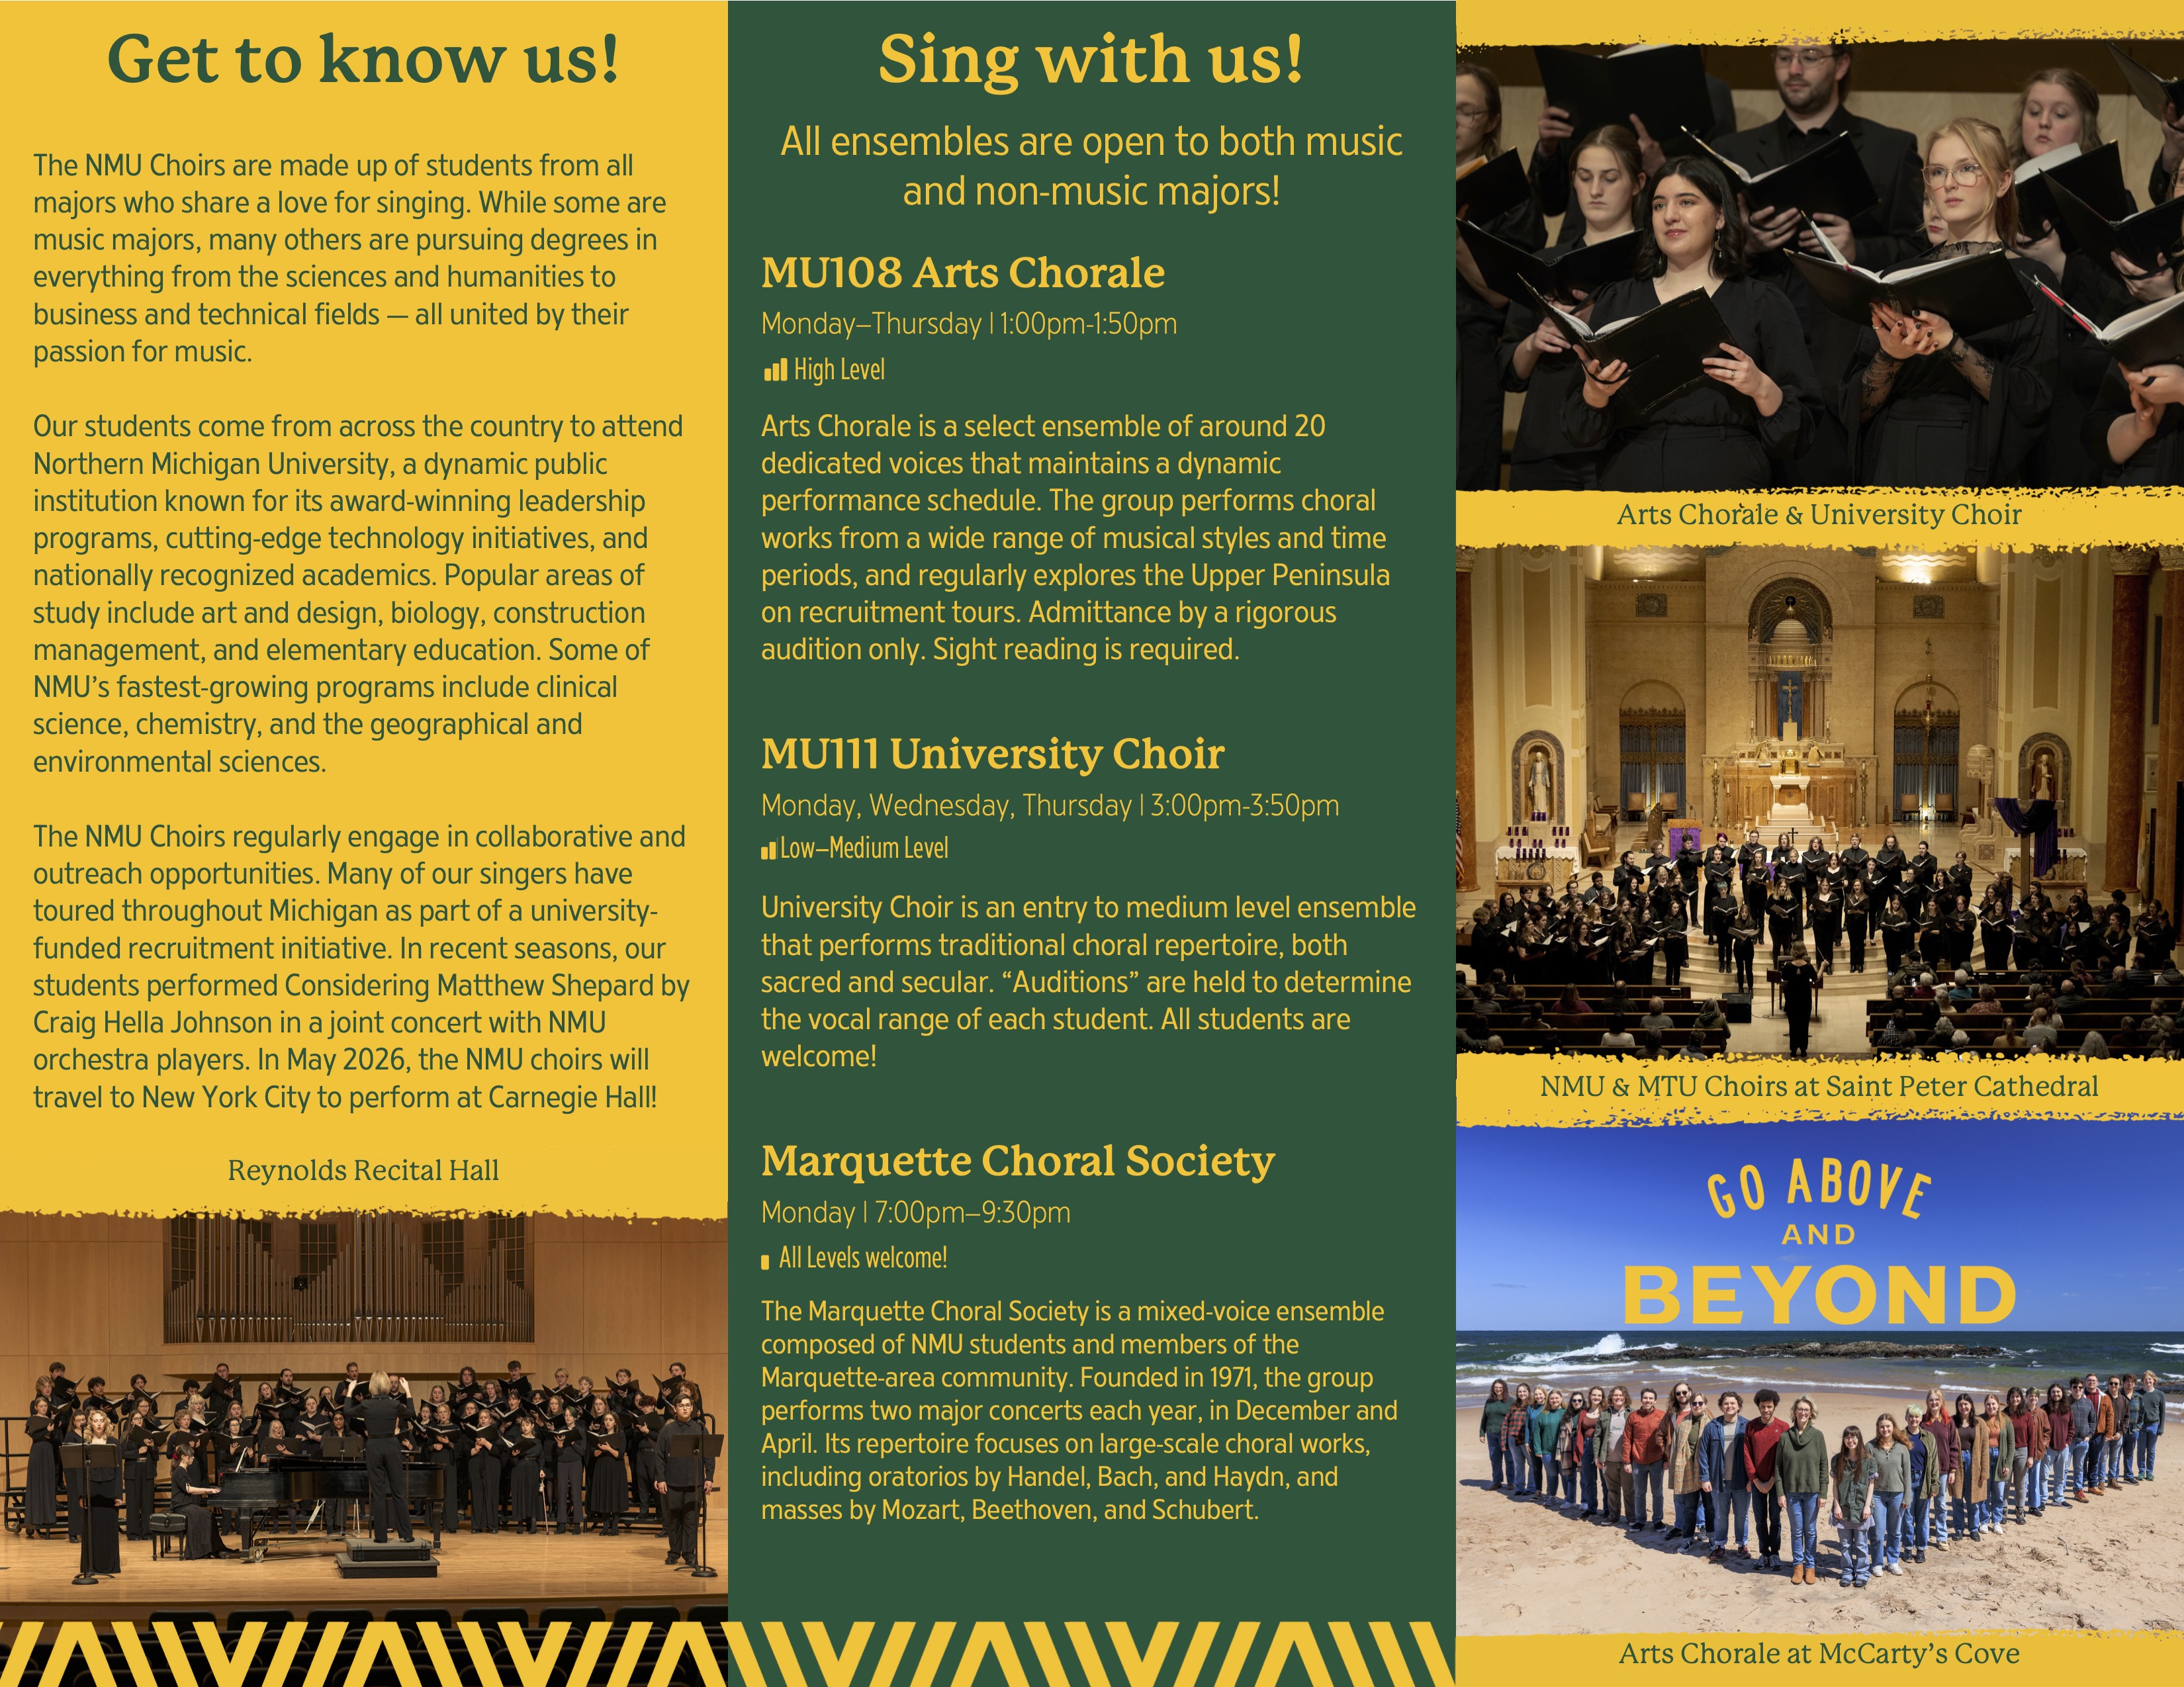 Get to know us!
The NMU Choirs are made up of students from all
majors who share a love for singing. While some are
music majors, many others are pursuing degrees in
everything from the sciences and humanities to
business and technical fields — all united by their
passion for music.
Our students come from across the country to attend
Northern Michigan University, a dynamic public
institution known for its award-winning leadership
programs, cutting-edge technology initiatives, and
nationally recognized academics. Popular areas of
study include art and design, biology, construction
management, and elementary education. Some of
NMU’s fastest-growing programs include clinical
science, chemistry, and the geographical and
environmental sciences.
The NMU Choirs regularly engage in collaborative and
outreach opportunities. Many of our singers have
toured throughout Michigan as part of a university-
funded recruitment initiative. In recent seasons, our
students performed Considering Matthew Shepard by
Craig Hella Johnson in a joint concert with NMU
orchestra players. In May 2026, the NMU choirs will
travel to New York City to perform at Carnegie Hall!
Reynolds Recital Hall
Sing with us!
All ensembles are open to both music
and non-music majors!
MU108 Arts Chorale
Monday–Thursday | 1:00pm-1:50pm
High Level
Arts Chorale is a select ensemble of around 20
dedicated voices that maintains a dynamic
performance schedule. The group performs choral
works from a wide range of musical styles and time
periods, and regularly explores the Upper Peninsula
on recruitment tours. Admittance by a rigorous
audition only. Sight reading is required.
MU111 University Choir
Monday, Wednesday, Thursday | 3:00pm-3:50pm
Low–Medium Level
University Choir is an entry to medium level ensemble
that performs traditional choral repertoire, both
sacred and secular. “Auditions” are held to determine
the vocal range of each student. All students are
welcome!
Marquette Choral Society
Monday | 7:00pm–9:30pm
All Levels welcome!
The Marquette Choral Society is a mixed-voice ensemble
composed of NMU students and members of the
Marquette-area community. Founded in 1971, the group
performs two major concerts each year, in December and
April. Its repertoire focuses on large-scale choral works,
including oratorios by Handel, Bach, and Haydn, and
masses by Mozart, Beethoven, and Schubert.
Arts Chorale & University Choir
NMU & MTU Choirs at Saint Peter Cathedral
GO ABOVE
AND
BEYOND
Arts Chorale at McCarty’s Cove